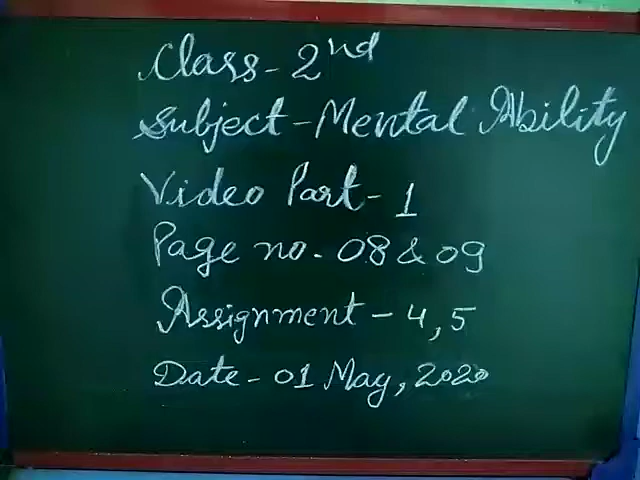 Class-2nd
Subject-Mental Ability
Video Part-1
Page no. 08 & 09
Assignment-4,5
Date-01 May, 2020